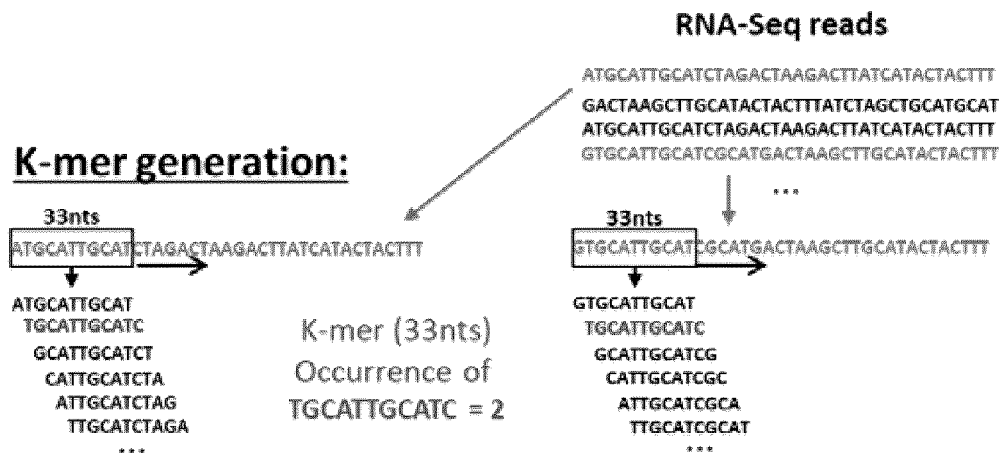 RNA-Seq reads
ATGCATTGCATCTAGACTAAGACTTATCATACTACTTT
GACTAAGCTTGCATACTACTTTATCTAGCTGCATGCAT
ATGCATTGCATCTAGACTAAGACTTATCATACTACTTT
GTGCATTGCATCGCATGACTAAGCTTGCATACTACTTT
...
K-mer generation:
33nts
ATGCATTGCATCTAGACTAAGACTTATCATACTACTTT
ATGCATTGCAT
TGCATTGCATC
GCATTGCATCT
CATTGCATCTA
ATTGCATCTAG
TTGCATCTAGA
...
K-mer (33nts)
Occurrence of
TGCATTGCATC = 2
33nts
GTGCATTGCATCGCATGACTAAGCTTGCATACTACTTT
GTGCATTGCAT
TGCATTGCATC
GCATTGCATCG
CATTGCATCGC
ATTGCATCGCA
TTGCATCGCAT
...